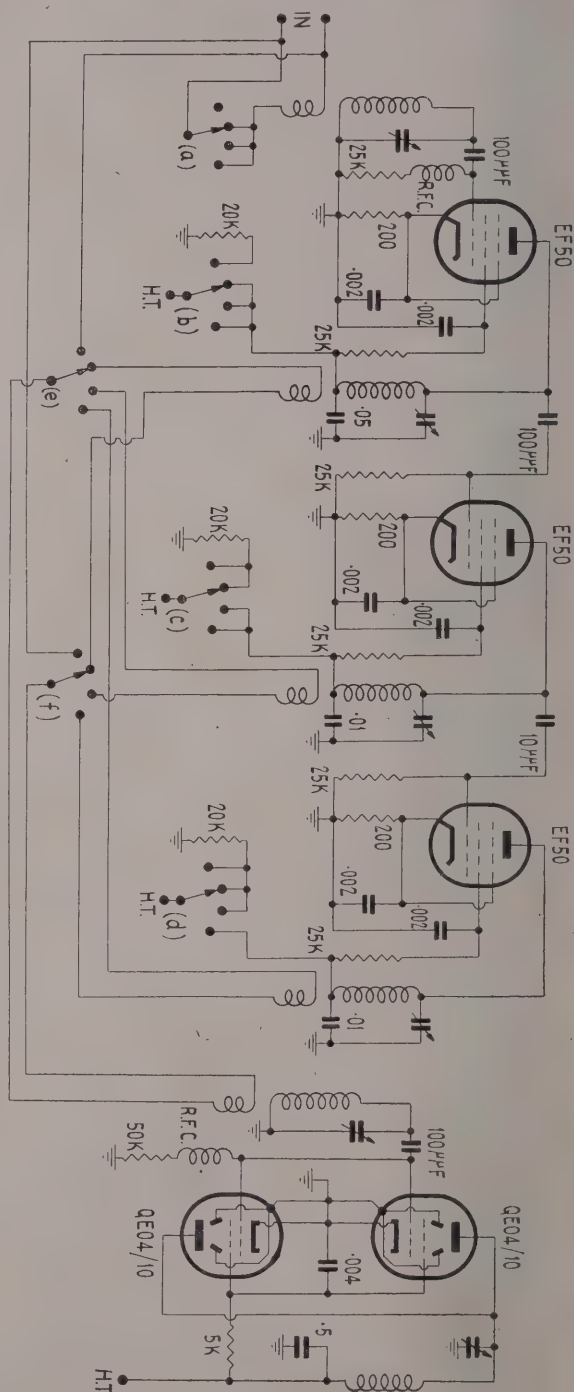 IN
(a)
100μμF
25K
R.F.C.
EF50
200
.002
.002
20K
H.T.
(b)
25K
.05
(e)
100μμF
EF50
25K
200
.002
.002
20K
H.T.
(c)
25K
.01
(f)
10μμF
EF50
25K
200
.002
.002
20K
H.T.
(d)
25K
.01
100μμF
R.F.C.
50K
QE04/10
QE04/10
.004
5K
.5
H.T.